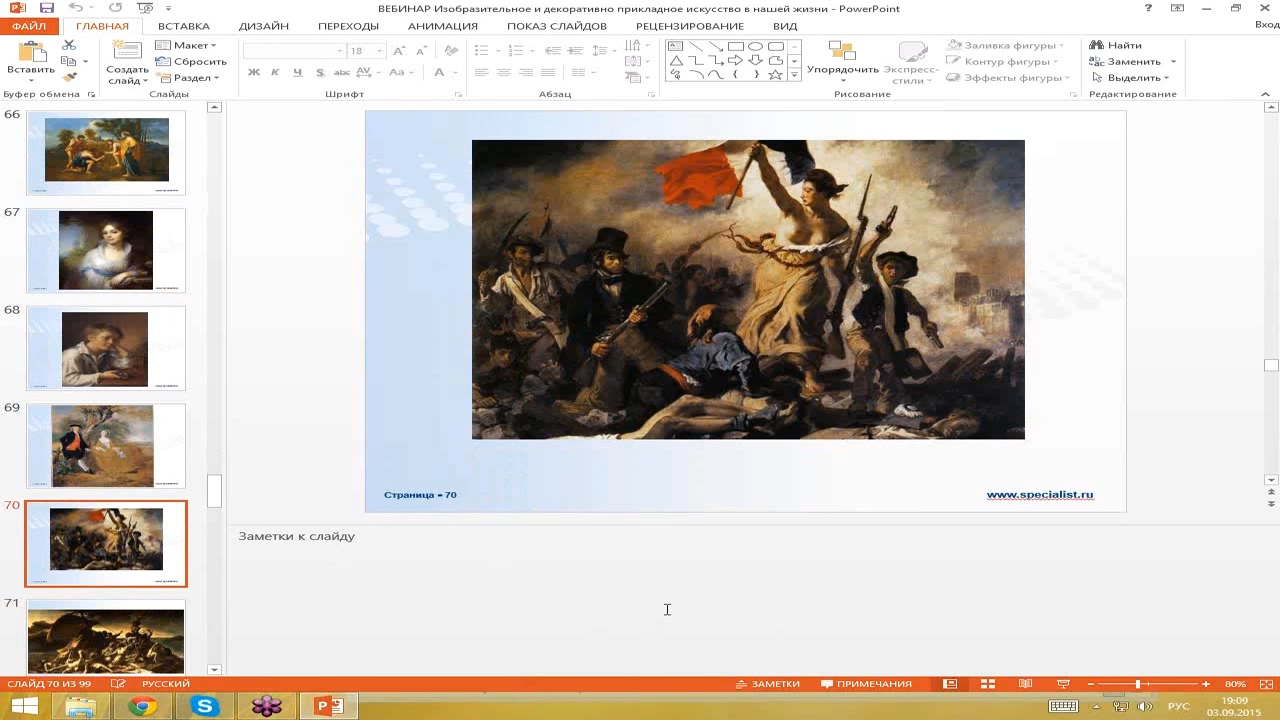 ВЕБИНАР Изобразительное и декоративно прикладное искусство в нашей жизни - PowerPoint
ФАЙЛ ГЛАВНАЯ ВСТАВКА ДИЗАЙН ПЕРЕХОДЫ АНИМАЦИЯ ПОКАЗ СЛАЙДОВ РЕЦЕНЗИРОВАНИЕ ВИД Вход
Вставить
Создать слайд
Макет
Сбросить
Раздел
18
Ж К Ч S abc AV Aa А
Упорядочить
Экспресс-стили
Заливка фигуры
Контур фигуры
Эффекты фигуры
Найти
Заменить
Выделить
Буфер обмена Слайды Шрифт Абзац Рисование Редактирование
66
67
68
69
70
71
Страница - 70
www.specialist.ru
Заметки к слайду
СЛАЙД 70 ИЗ 99 РУССКИЙ ЗАМЕТКИ ПРИМЕЧАНИЯ 80%
РУС
19:09
03.09.2015